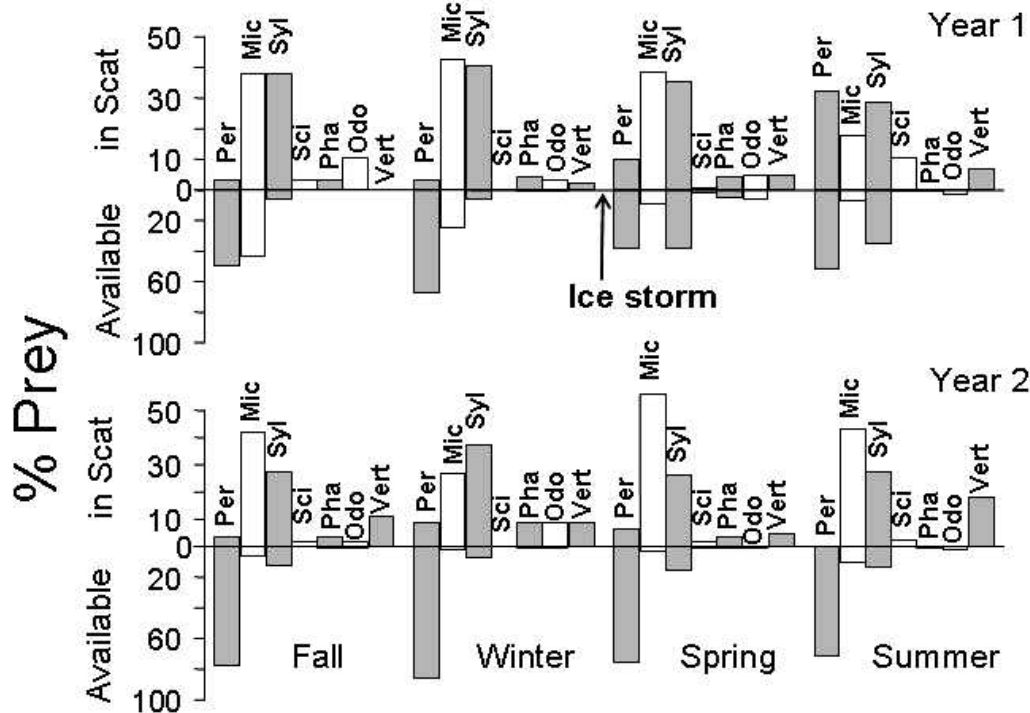 % Prey
in Scat
Available
50
30
10
0
20
60
100
Year 1
Per Mic Syl Sci Pha Odo Vert
Per Mic Syl Sci Pha Odo Vert
Per Mic Syl Sci Pha Odo Vert
Per Mic Syl Sci Pha Odo Vert
Ice storm
in Scat
Available
50
30
10
0
20
60
100
Year 2
Per Mic Syl Sci Pha Odo Vert
Per Mic Syl Sci Pha Odo Vert
Per Mic Syl Sci Pha Odo Vert
Per Mic Syl Sci Pha Odo Vert
Fall Winter Spring Summer